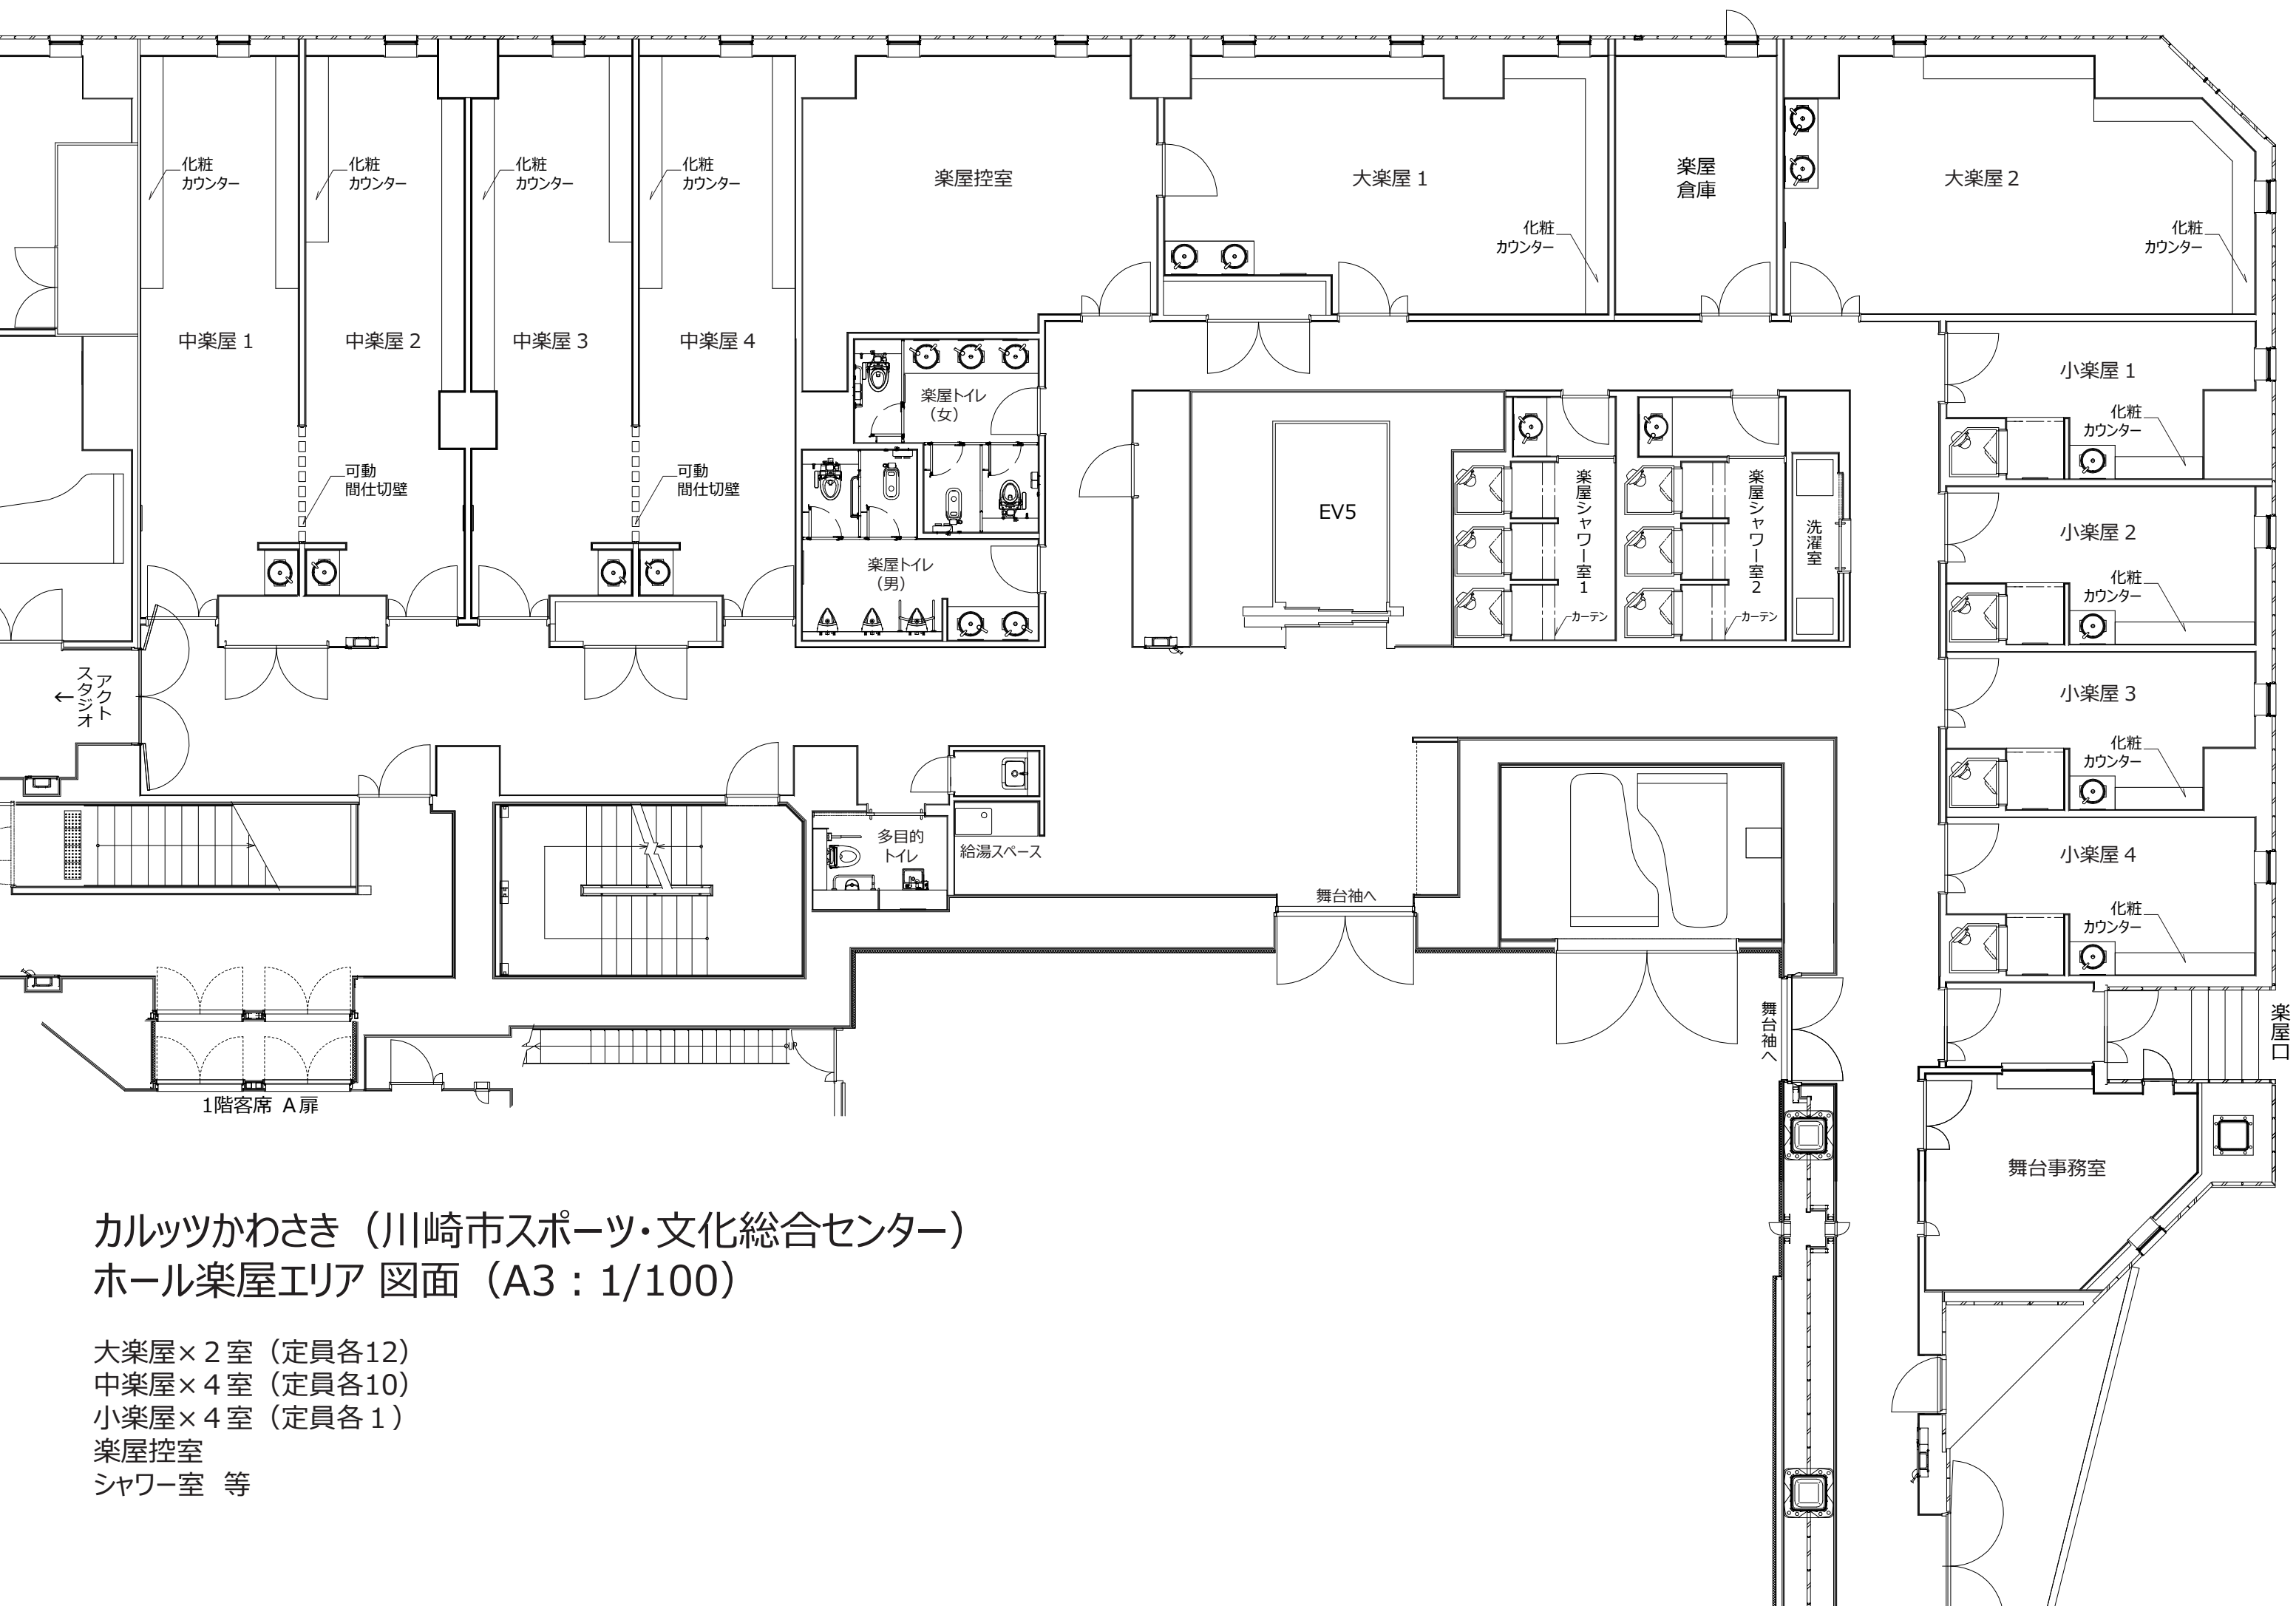 化粧
カウンター
化粧
カウンター
化粧
カウンター
化粧
カウンター
楽屋控室
大楽屋１
楽屋
倉庫
大楽屋２
化粧
カウンター
化粧
カウンター
中楽屋１
中楽屋２
中楽屋３
中楽屋４
楽屋トイレ
（女）
小楽屋１
化粧
カウンター
可動
間仕切壁
可動
間仕切壁
EV5
楽屋シャワー室１
楽屋シャワー室２
洗濯室
小楽屋２
化粧
カウンター
楽屋トイレ
（男）
カーテン
カーテン
アクト
スタジオ
←
小楽屋３
化粧
カウンター
多目的
トイレ
給湯スペース
小楽屋４
化粧
カウンター
舞台袖へ
舞台袖へ
楽屋口
UP
1階客席 A扉
舞台事務室
カルッツかわさき（川崎市スポーツ・文化総合センター）
ホール楽屋エリア 図面（A3：1/100）
大楽屋×２室（定員各12）
中楽屋×４室（定員各10）
小楽屋×４室（定員各１）
楽屋控室
シャワー室 等